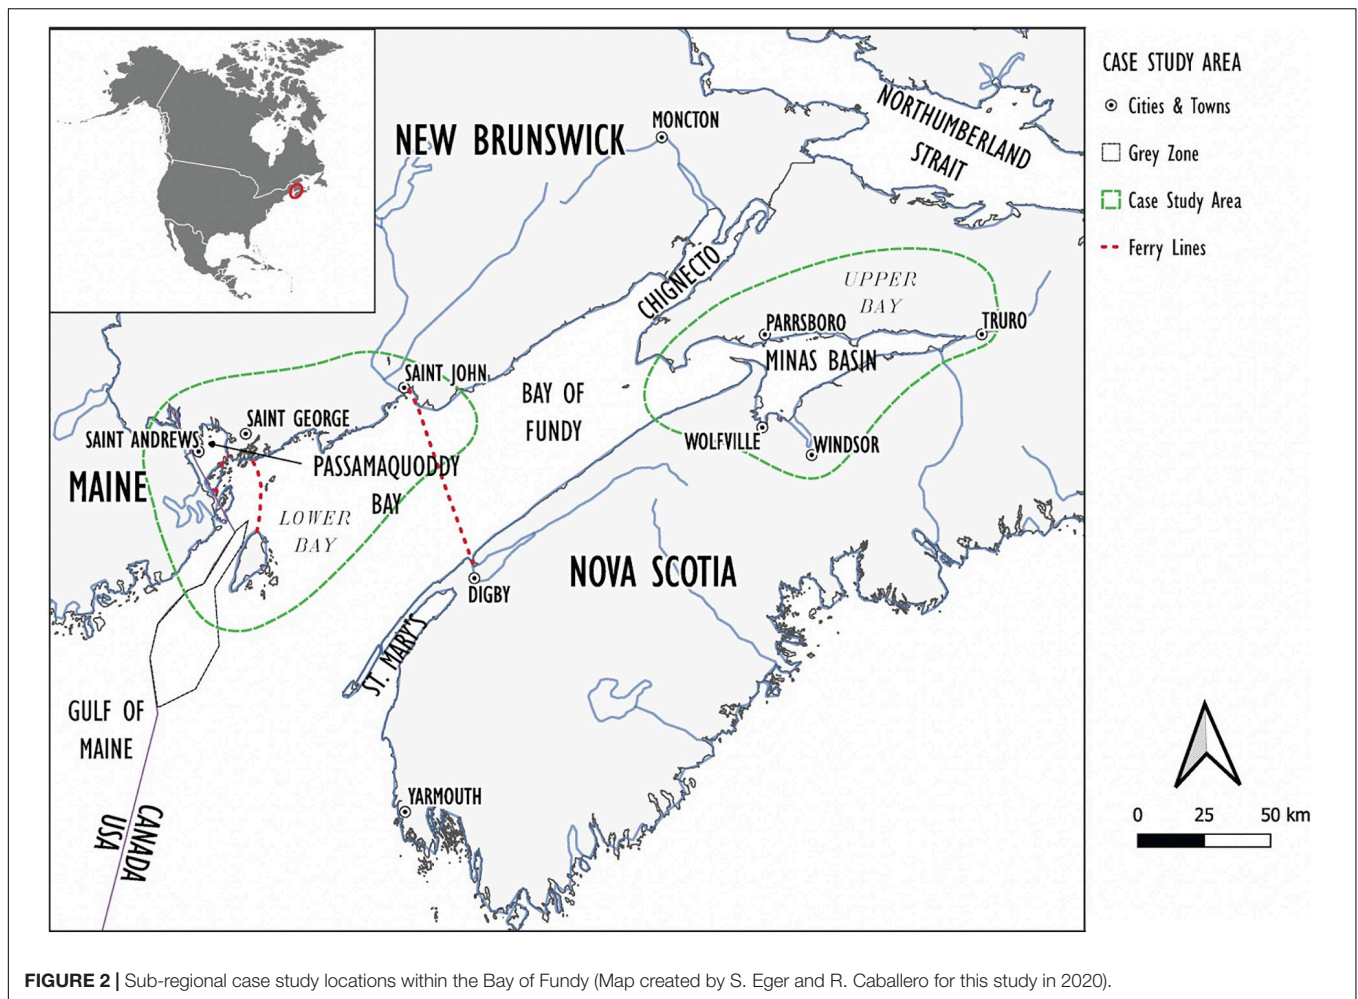 CASE STUDY AREA
Cities & Towns
Grey Zone
Case Study Area
Ferry Lines
NEW BRUNSWICK
MONCTON
NORTHUMBERLAND
STRAIT
CHIGNECTO
UPPER
BAY
PARRSBORO
TRURO
MINAS BASIN
SAINT JOHN
BAY OF
FUNDY
SAINT GEORGE
SAINT ANDREWS
WOLFVILLE
WINDSOR
PASSAMAQUODDY
BAY
MAINE
LOWER
BAY
NOVA SCOTIA
DIGBY
ST. MARY'S
GULF OF
MAINE
YARMOUTH
CANADA
USA
0 25 50 km
FIGURE 2 | Sub-regional case study locations within the Bay of Fundy (Map created by S. Eger and R. Caballero for this study in 2020).